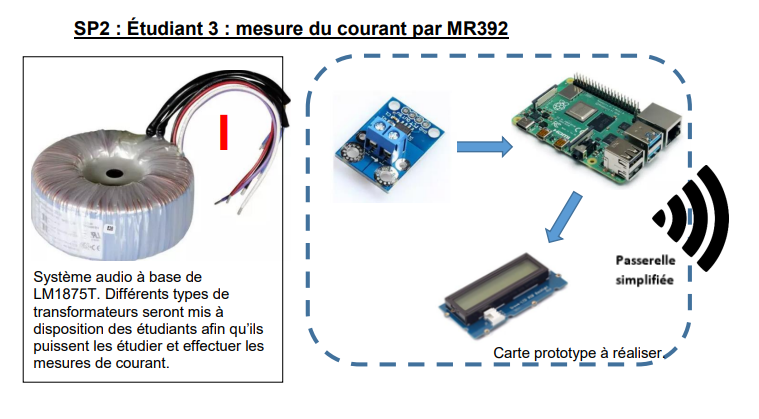 SP2 : Étudiant 3 : mesure du courant par MR392
I
Système audio à base de
LM1875T. Différents types de
transformateurs seront mis à
disposition des étudiants afin qu'ils
puissent les étudier et effectuer les
mesures de courant.
Passerelle
simplifiée
Carte prototype à réaliser